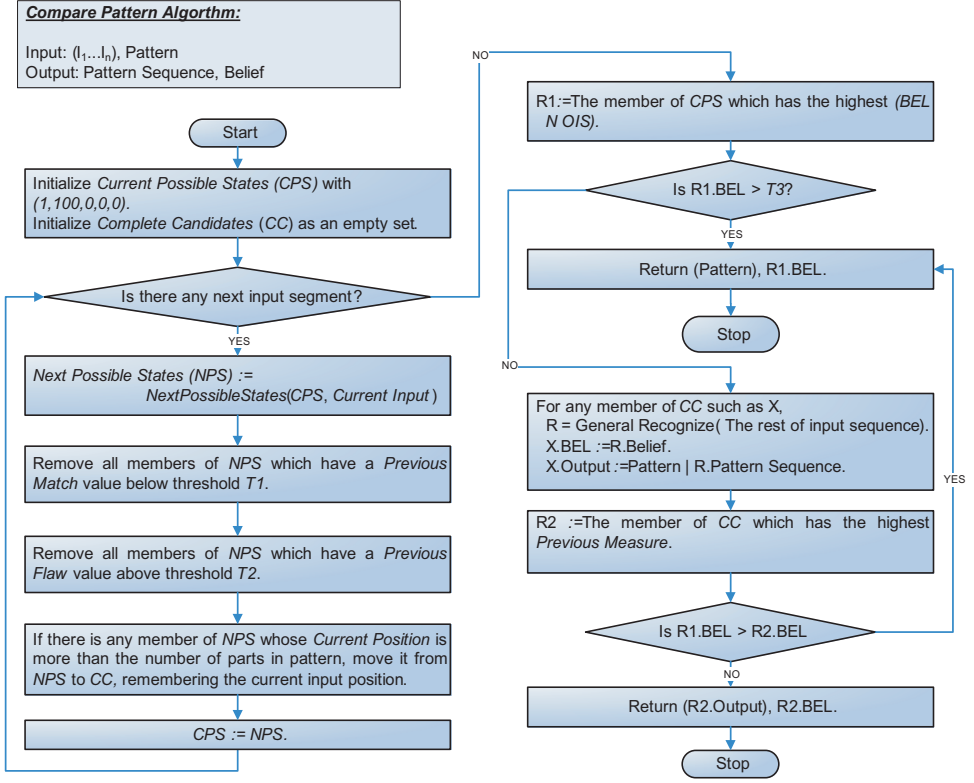 Compare Pattern Algorthm:
Input: (I1...In), Pattern
Output: Pattern Sequence, Belief
Start
Initialize Current Possible States (CPS) with
(1,100,0,0,0).
Initialize Complete Candidates (CC) as an empty set.
Is there any next input segment?
YES
Next Possible States (NPS) :=
NextPossibleStates(CPS, Current Input)
Remove all members of NPS which have a Previous
Match value below threshold T1.
Remove all members of NPS which have a Previous
Flaw value above threshold T2.
If there is any member of NPS whose Current Position is
more than the number of parts in pattern, move it from
NPS to CC, remembering the current input position.
CPS := NPS.
NO
R1:=The member of CPS which has the highest (BEL
N OIS).
Is R1.BEL > T3?
YES
Return (Pattern), R1.BEL.
Stop
NO
For any member of CC such as X,
R = General Recognize( The rest of input sequence).
X.BEL :=R.Belief.
X.Output :=Pattern | R.Pattern Sequence.
YES
R2 :=The member of CC which has the highest
Previous Measure.
Is R1.BEL > R2.BEL
NO
Return (R2.Output), R2.BEL.
Stop